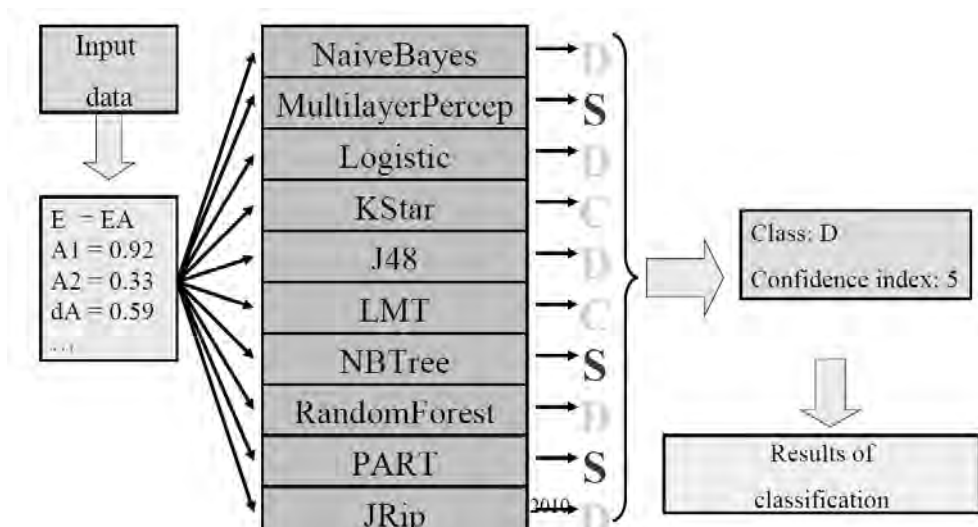 Input
data
E = EA
A1 = 0.92
A2 = 0.33
dA = 0.59
...
NaiveBayes
MultilayerPercep
Logistic
KStar
J48
LMT
NBTree
RandomForest
PART
JRip
2010
D
S
D
C
D
C
S
D
S
D
Class: D
Confidence index: 5
Results of
classification